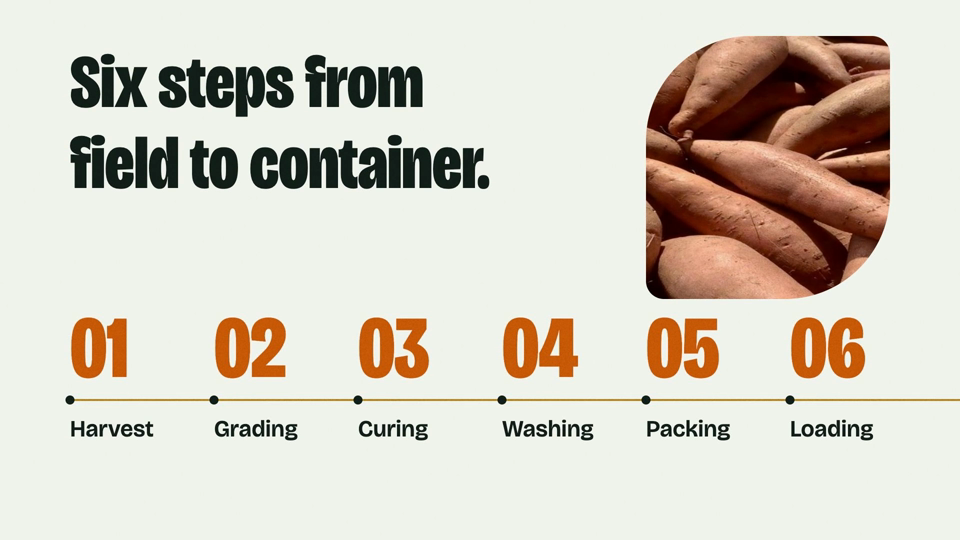 Six steps from
field to container.
01 02 03 04 05 06
Harvest Grading Curing Washing Packing Loading